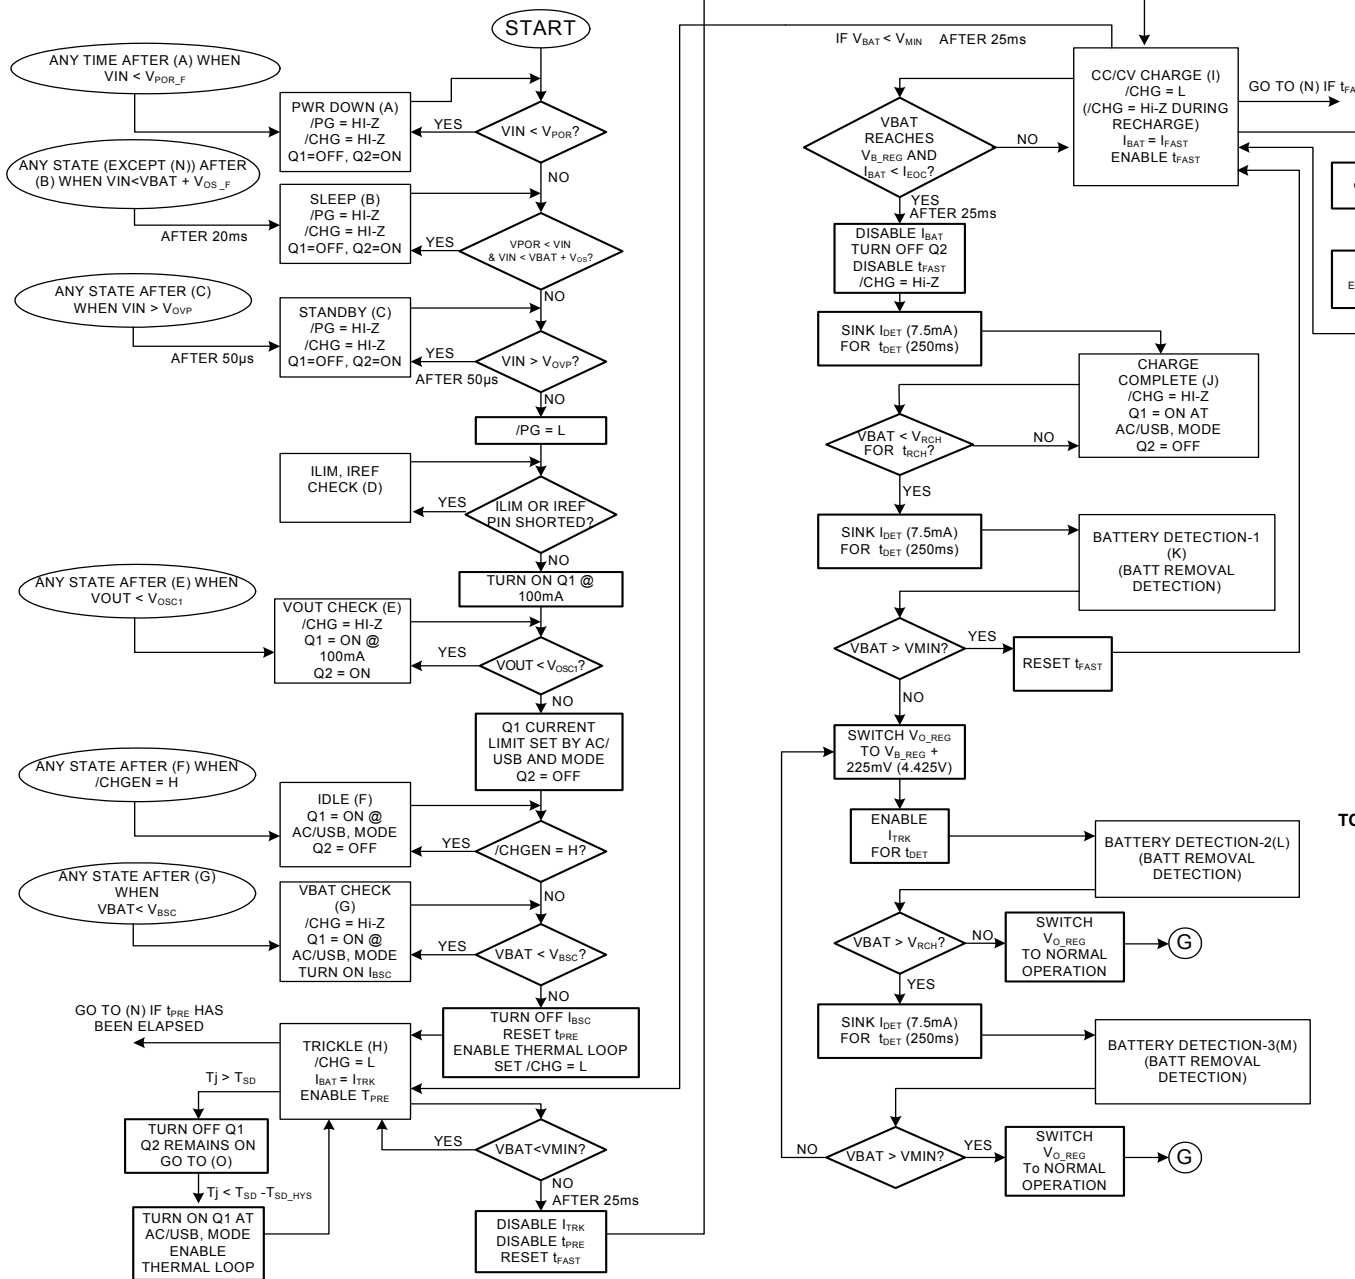 START
ANY TIME AFTER (A) WHEN
VIN < VPOR_F
PWR DOWN (A)
/PG = HI-Z
/CHG = HI-Z
Q1=OFF, Q2=ON
YES
VIN < VPOR?
NO
ANY STATE (EXCEPT (N)) AFTER
(B) WHEN VIN<VBAT + VOS_F
AFTER 20ms
SLEEP (B)
/PG = HI-Z
/CHG = HI-Z
Q1=OFF, Q2=ON
YES
VPOR < VIN
& VIN < VBAT + VOS?
NO
ANY STATE AFTER (C)
WHEN VIN > VOVP
AFTER 50µs
STANDBY (C)
/PG = HI-Z
/CHG = HI-Z
Q1=OFF, Q2=ON
YES
AFTER 50µs
VIN > VOVP?
NO
/PG = L
ILIM, IREF
CHECK (D)
YES
ILIM OR IREF
PIN SHORTED?
NO
TURN ON Q1 @
100mA
ANY STATE AFTER (E) WHEN
VOUT < VOSC1
VOUT CHECK (E)
/CHG = HI-Z
Q1 = ON @
100mA
Q2 = ON
YES
VOUT < VOSC1?
NO
Q1 CURRENT
LIMIT SET BY AC/
USB AND MODE
Q2 = OFF
ANY STATE AFTER (F) WHEN
/CHGEN = H
IDLE (F)
Q1 = ON @
AC/USB, MODE
Q2 = OFF
YES
/CHGEN = H?
NO
ANY STATE AFTER (G)
WHEN
VBAT< VBSC
VBAT CHECK
(G)
/CHG = Hi-Z
Q1 = ON @
AC/USB, MODE
TURN ON IBSC
YES
VBAT < VBSC?
NO
TURN OFF IBSC
RESET tPRE
ENABLE THERMAL LOOP
SET /CHG = L
GO TO (N) IF tPRE HAS
BEEN ELAPSED
TRICKLE (H)
/CHG = L
IBAT = ITRK
ENABLE TPRE
Tj > TSD
TURN OFF Q1
Q2 REMAINS ON
GO TO (O)
Tj < TSD -TSD_HYS
TURN ON Q1 AT
AC/USB, MODE
ENABLE
THERMAL LOOP
YES
VBAT<VMIN?
NO
AFTER 25ms
DISABLE ITRK
DISABLE tPRE
RESET tFAST
IF VBAT < VMIN AFTER 25ms
CC/CV CHARGE (I)
/CHG = L
(/CHG = Hi-Z DURING
RECHARGE)
IBAT = IFAST
ENABLE tFAST
GO TO (N) IF tFA
VBAT
REACHES
VB_REG AND
IBAT < IEOC?
NO
YES
AFTER 25ms
DISABLE IBAT
TURN OFF Q2
DISABLE tFAST
/CHG = Hi-Z
SINK IDET (7.5mA)
FOR tDET (250ms)
CHARGE
COMPLETE (J)
/CHG = HI-Z
Q1 = ON AT
AC/USB, MODE
Q2 = OFF
VBAT < VRCH
FOR tRCH?
NO
YES
SINK IDET (7.5mA)
FOR tDET (250ms)
BATTERY DETECTION-1
(K)
(BATT REMOVAL
DETECTION)
VBAT > VMIN?
YES
RESET tFAST
NO
SWITCH VO_REG
TO VB_REG +
225mV (4.425V)
ENABLE
ITRK
FOR tDET
BATTERY DETECTION-2(L)
(BATT REMOVAL
DETECTION)
VBAT > VRCH?
NO
SWITCH
VO_REG
TO NORMAL
OPERATION
G
YES
SINK IDET (7.5mA)
FOR tDET (250ms)
BATTERY DETECTION-3(M)
(BATT REMOVAL
DETECTION)
NO
VBAT > VMIN?
YES
SWITCH
VO_REG
To NORMAL
OPERATION
G
E
TO